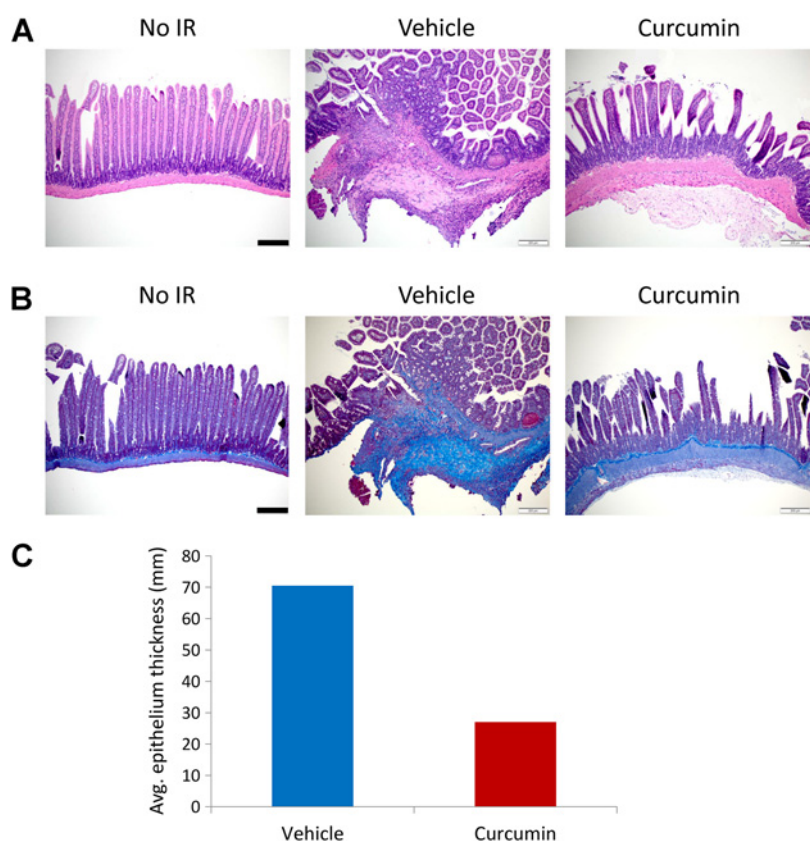 A
No IR
Vehicle
Curcumin
B
No IR
Vehicle
Curcumin
C
Avg. epithelium thickness (mm)
80
70
60
50
40
30
20
10
0
Vehicle
Curcumin